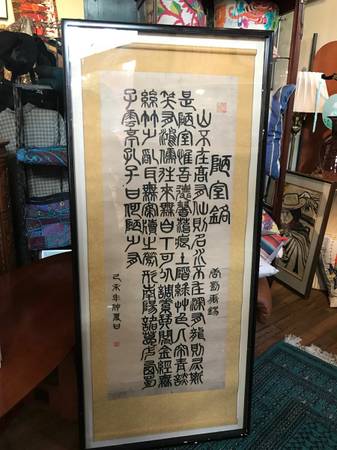 陋室銘
唐劉禹錫
山不在高有仙則名水不在深有龍則靈斯
是陋室惟吾德馨苔痕上階綠草色入簾青談
笑有鴻儒往來無白丁可以調素琴閱金經無
絲竹之亂耳無案牘之勞形南陽諸葛廬西蜀
子雲亭孔子曰何陋之有
己未年仲夏日